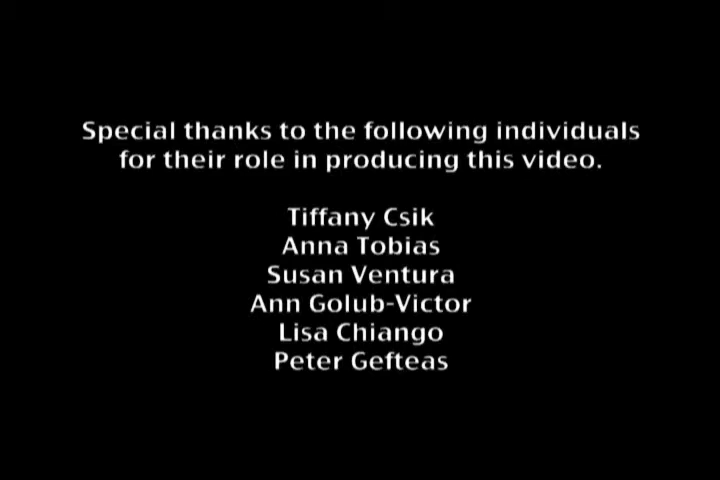 Special thanks to the following individuals
for their role in producing this video.
Tiffany Csik
Anna Tobias
Susan Ventura
Ann Golub-Victor
Lisa Chiango
Peter Gefteas